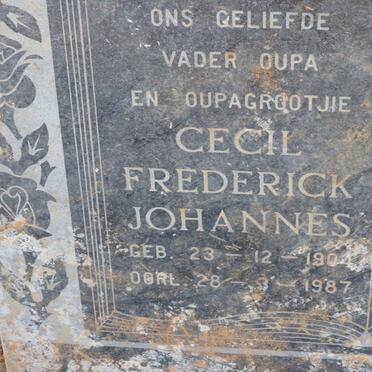 ONS GELIEFDE
VADER OUPA
EN OUPAGROOTJIE
CECIL
FREDERICK
JOHANNES
GEB. 23 - 12 - 1904
OORL. 28 - 3 - 1987